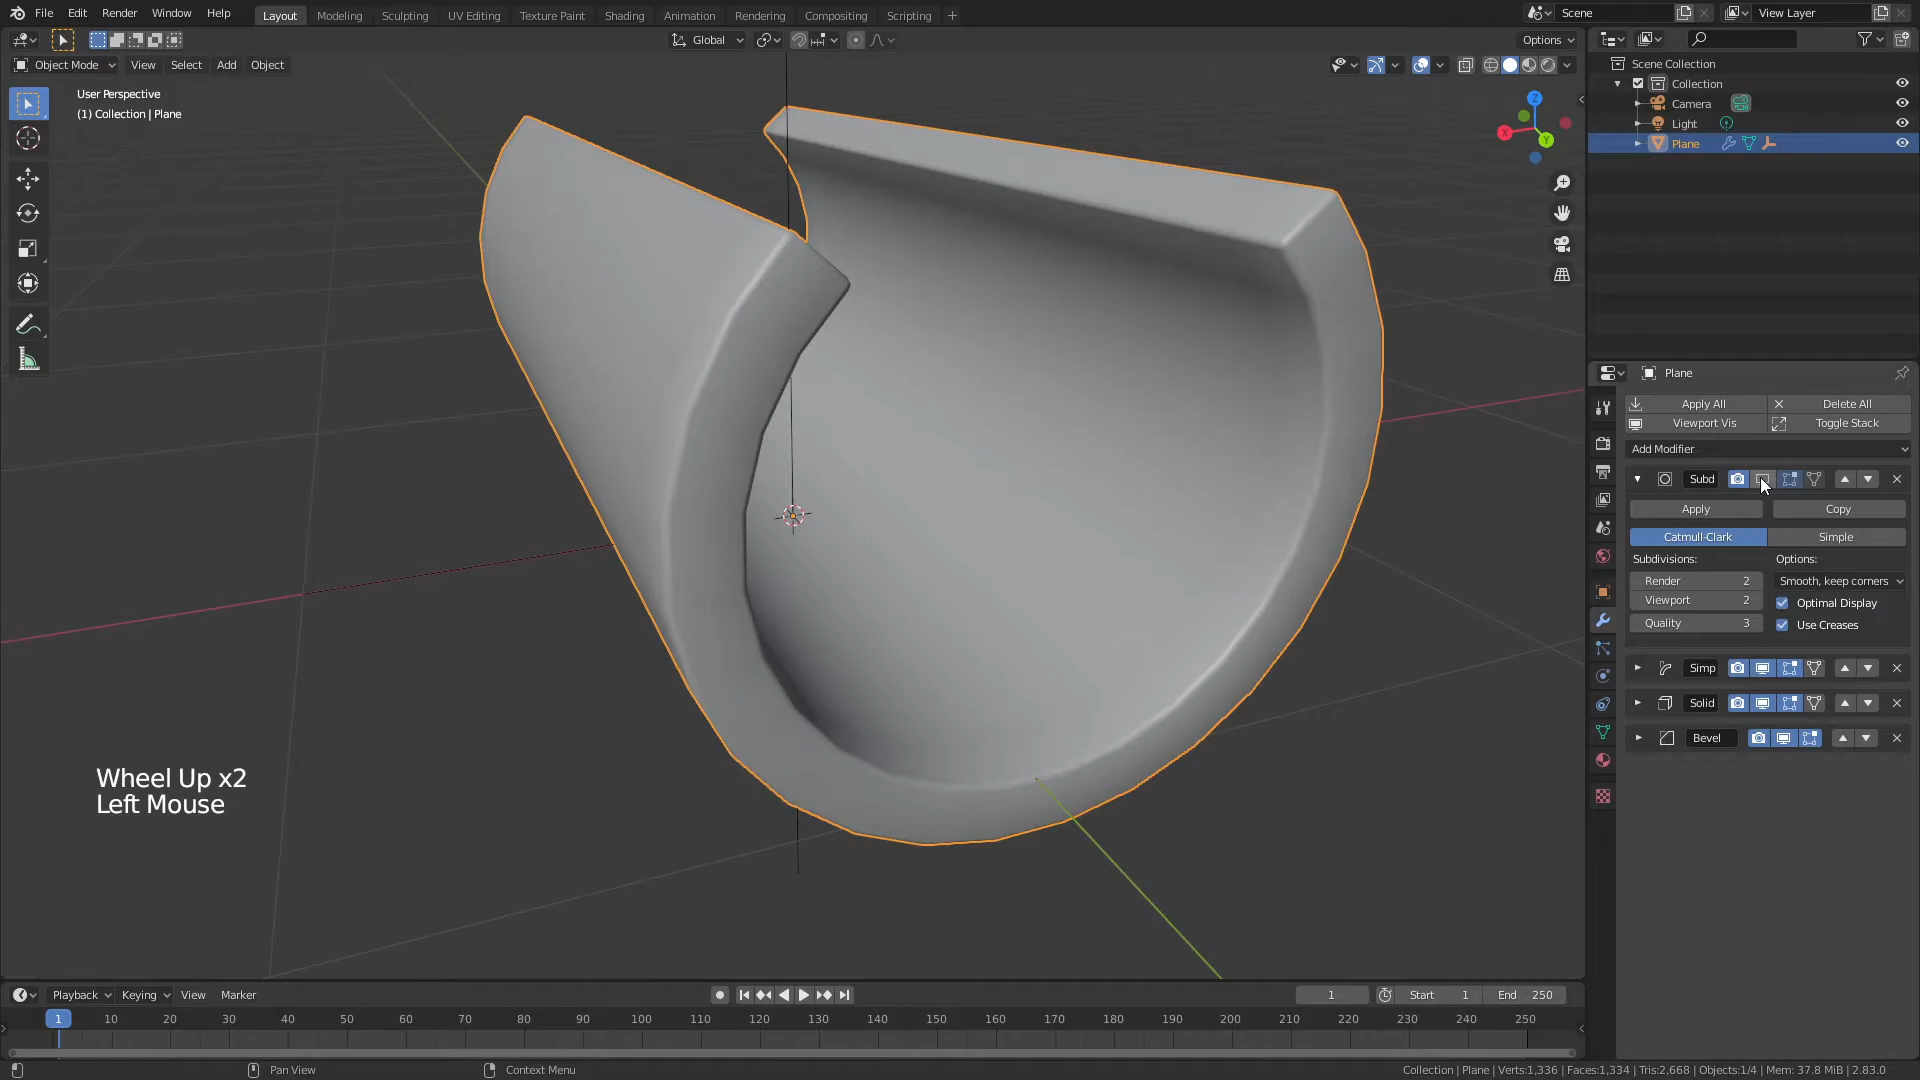 File Edit Render Window Help
Layout Modeling Sculpting UV Editing Texture Paint Shading Animation Rendering Compositing Scripting +
Scene
View Layer
Global
Options
Object Mode View Select Add Object
User Perspective
(1) Collection | Plane
Z
X
Y
Scene Collection
Collection
Camera
Light
Plane
Plane
Apply All
Delete All
Viewport Vis
Toggle Stack
Add Modifier
Subd
Apply
Copy
Catmull-Clark
Simple
Subdivisions:
Options:
Render 2
Smooth, keep corners
Viewport 2
Optimal Display
Quality 3
Use Creases
Simp
Solid
Bevel
Wheel Up x2
Left Mouse
Playback Keying View Marker
1
Start 1
End 250
1 10 20 30 40 50 60 70 80 90 100 110 120 130 140 150 160 170 180 190 200 210 220 230 240 250
Pan View
Context Menu
Collection | Plane | Verts:1,336 | Faces:1,334 | Tris:2,668 | Objects:1/4 | Mem: 37.8 MiB | 2.83.0